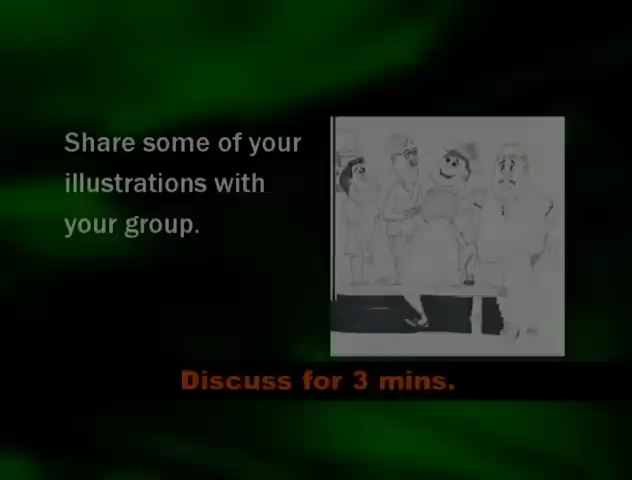 Share some of your
illustrations with
your group.
Discuss for 3 mins.